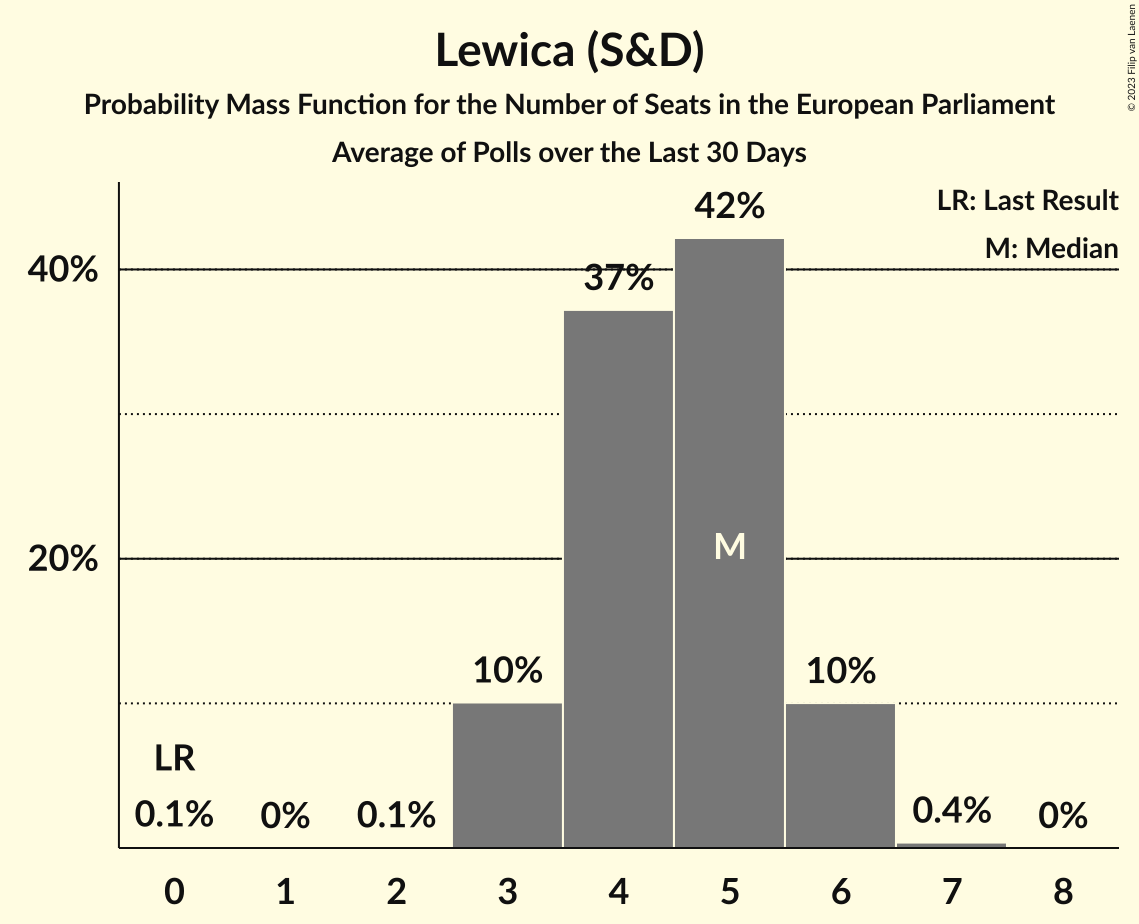 Lewica (S&D)
Probability Mass Function for the Number of Seats in the European Parliament
Average of Polls over the Last 30 Days
© 2023 Filip van Laenen
LR: Last Result
M: Median
40%
20%
LR
0.1%
0%
0.1%
10%
37%
42%
M
10%
0.4%
0%
0 1 2 3 4 5 6 7 8